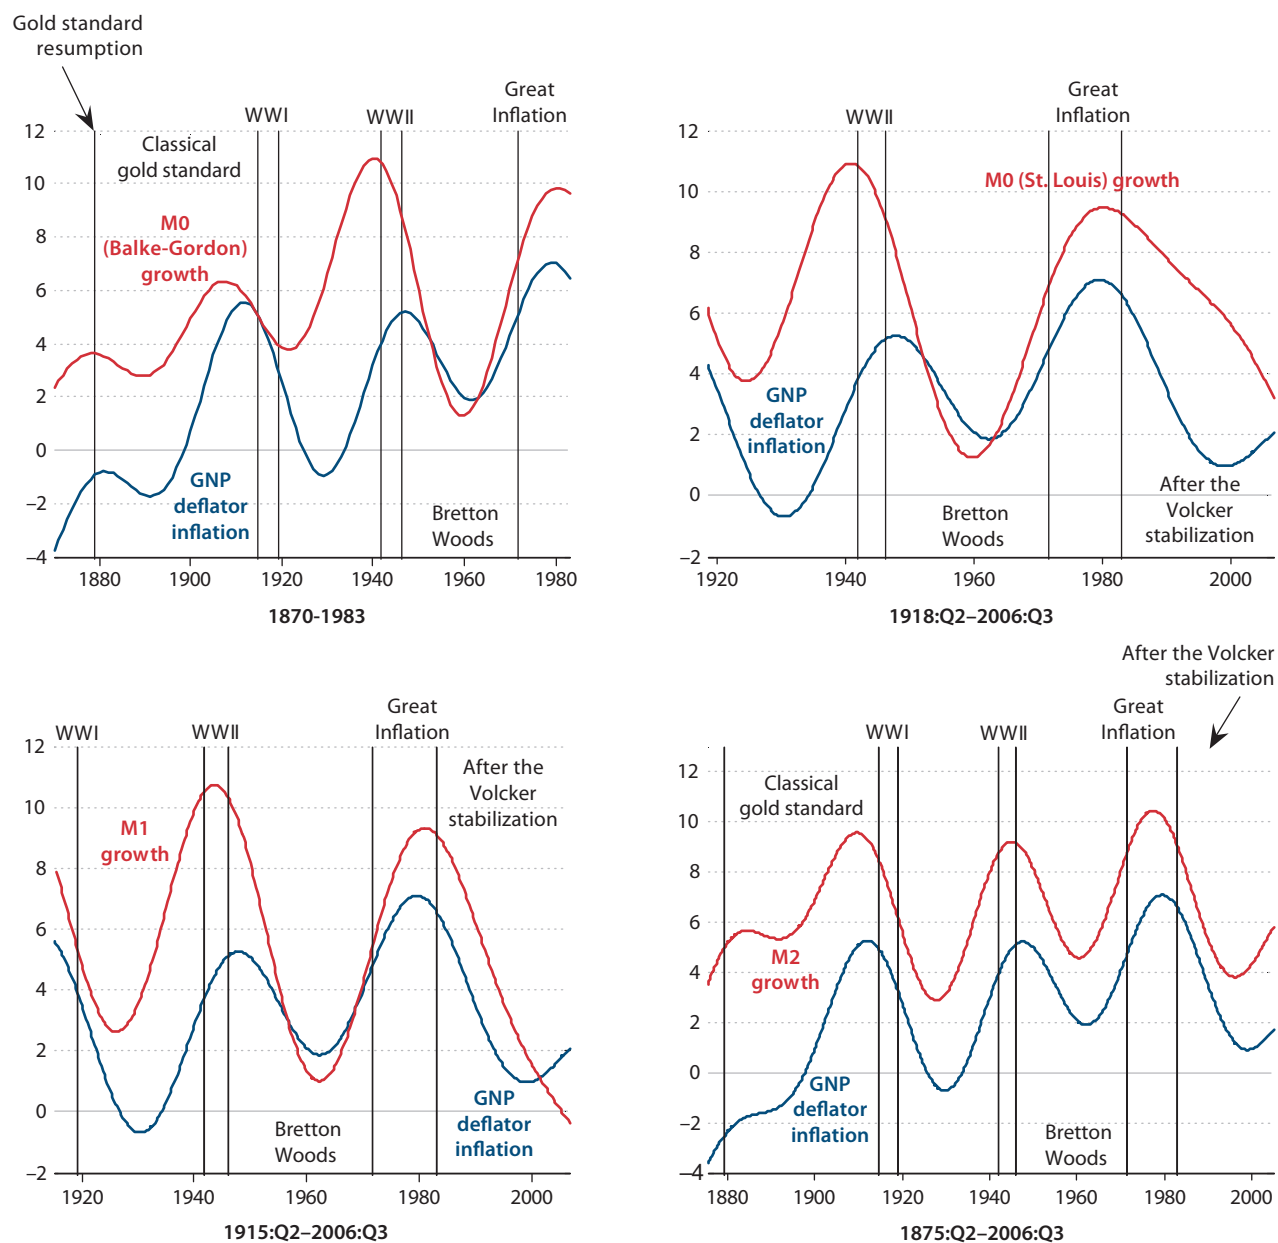 Gold standard
resumption
WWI
WWII
Great
Inflation
12
10
8
6
4
2
0
–2
–4
Classical
gold standard
M0
(Balke-Gordon)
growth
GNP
deflator
inflation
Bretton
Woods
1880
1900
1920
1940
1960
1980
1870-1983
WWII
Great
Inflation
12
10
8
6
4
2
0
–2
M0 (St. Louis) growth
GNP
deflator
inflation
Bretton
Woods
After the
Volcker
stabilization
1920
1940
1960
1980
2000
1918:Q2–2006:Q3
WWI
WWII
Great
Inflation
12
10
8
6
4
2
0
–2
After the
Volcker
stabilization
M1
growth
GNP
deflator
inflation
Bretton
Woods
1920
1940
1960
1980
2000
1915:Q2–2006:Q3
After the Volcker
stabilization
WWI
WWII
Great
Inflation
12
10
8
6
4
2
0
–2
–4
Classical
gold standard
M2
growth
GNP
deflator
inflation
Bretton
Woods
1880
1900
1920
1940
1960
1980
2000
1875:Q2–2006:Q3